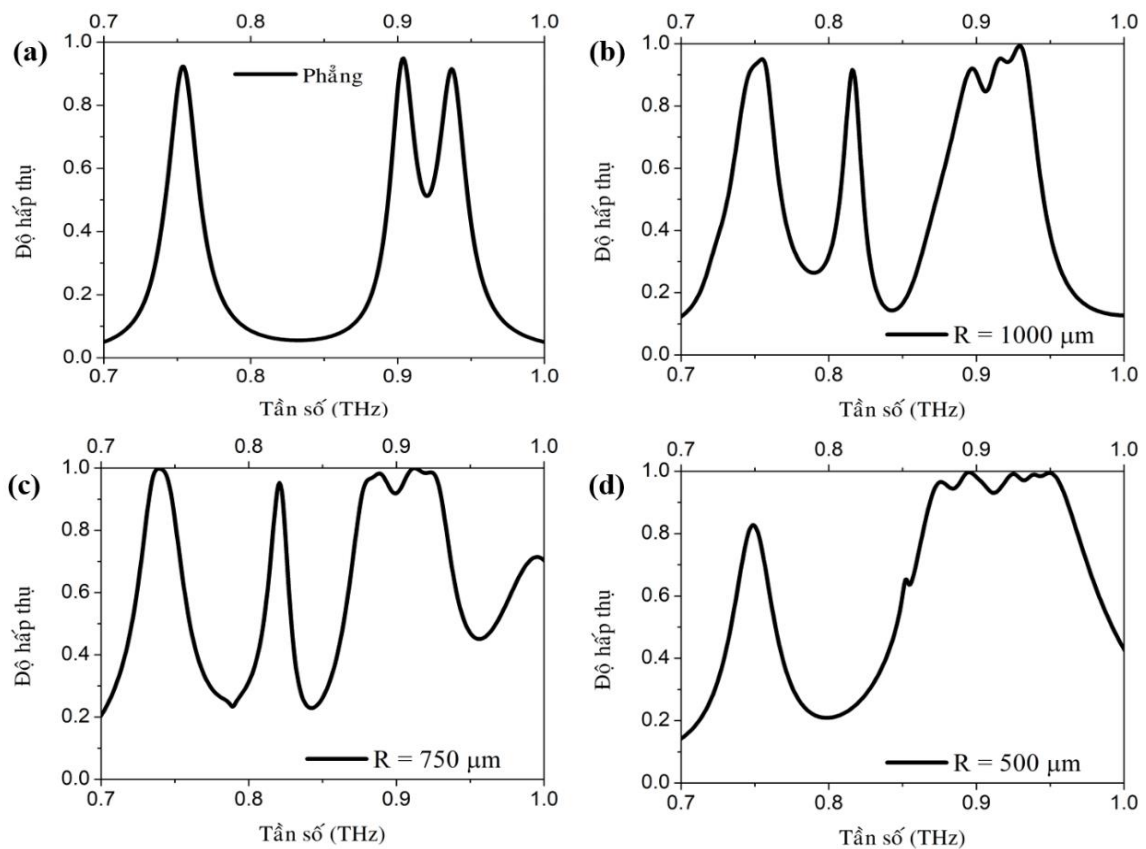 0.7 0.8 0.9 1.0
(a)
1.0
Phẳng
0.8
0.6
0.4
0.2
0.0
Độ hấp thụ
0.7 0.8 0.9 1.0
Tần số (THz)
0.7 0.8 0.9 1.0
(b)
1.0
0.8
0.6
0.4
0.2
0.0
Độ hấp thụ
R = 1000 μm
0.7 0.8 0.9 1.0
Tần số (THz)
0.7 0.8 0.9 1.0
(c)
1.0
0.8
0.6
0.4
0.2
0.0
Độ hấp thụ
R = 750 μm
0.7 0.8 0.9 1.0
Tần số (THz)
0.7 0.8 0.9 1.0
(d)
1.0
0.8
0.6
0.4
0.2
0.0
Độ hấp thụ
R = 500 μm
0.7 0.8 0.9 1.0
Tần số (THz)